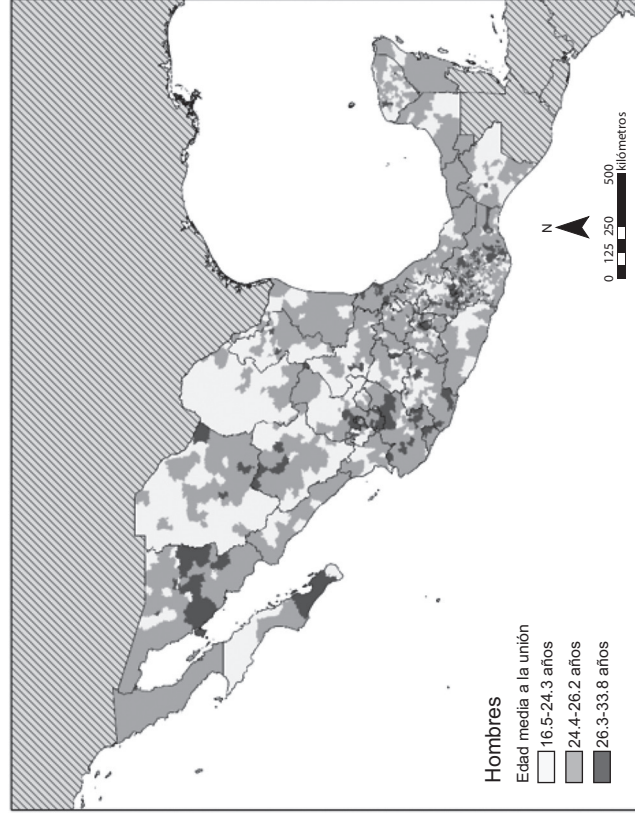 Hombres
Edad media a la unión
16.5-24.3 años
24.4-26.2 años
26.3-33.8 años
N
0 125 250 500
kilómetros